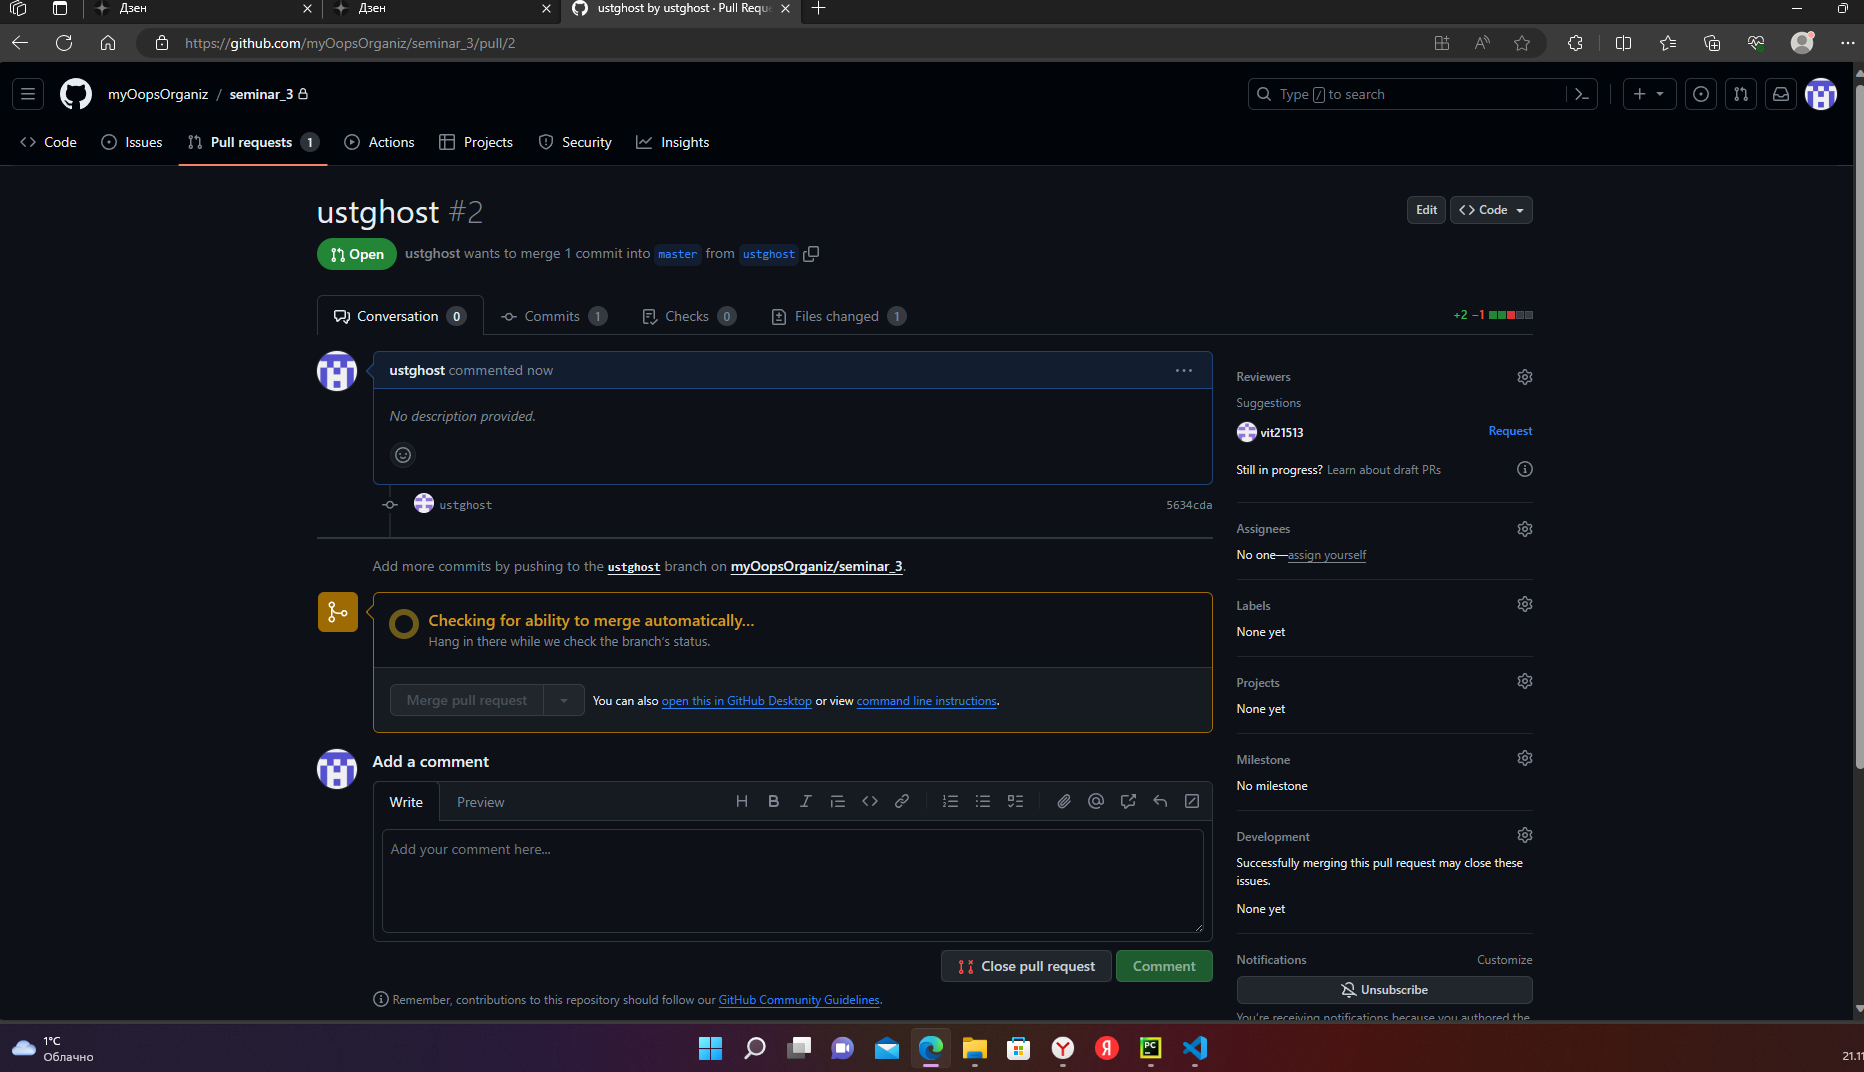 Дзен
Дзен
ustghost by ustghost · Pull Reque
https://github.com/myOopsOrganiz/seminar_3/pull/2
myOopsOrganiz / seminar_3
Type / to search
Code
Issues
Pull requests 1
Actions
Projects
Security
Insights
ustghost #2
Edit
<> Code
Open
ustghost wants to merge 1 commit into master from ustghost
Conversation 0
Commits 1
Checks 0
Files changed 1
+2 −1
ustghost commented now
No description provided.
ustghost
5634cda
Add more commits by pushing to the ustghost branch on myOopsOrganiz/seminar_3.
Checking for ability to merge automatically...
Hang in there while we check the branch's status.
Merge pull request
You can also open this in GitHub Desktop or view command line instructions.
Add a comment
Write
Preview
Add your comment here...
Close pull request
Comment
Remember, contributions to this repository should follow our GitHub Community Guidelines.
Reviewers
Suggestions
vit21513
Request
Still in progress? Learn about draft PRs
Assignees
No one—assign yourself
Labels
None yet
Projects
None yet
Milestone
No milestone
Development
Successfully merging this pull request may close these
issues.
None yet
Notifications
Customize
Unsubscribe
You're receiving notifications because you authored the
1°C
Облачно
PC
Я
21.11